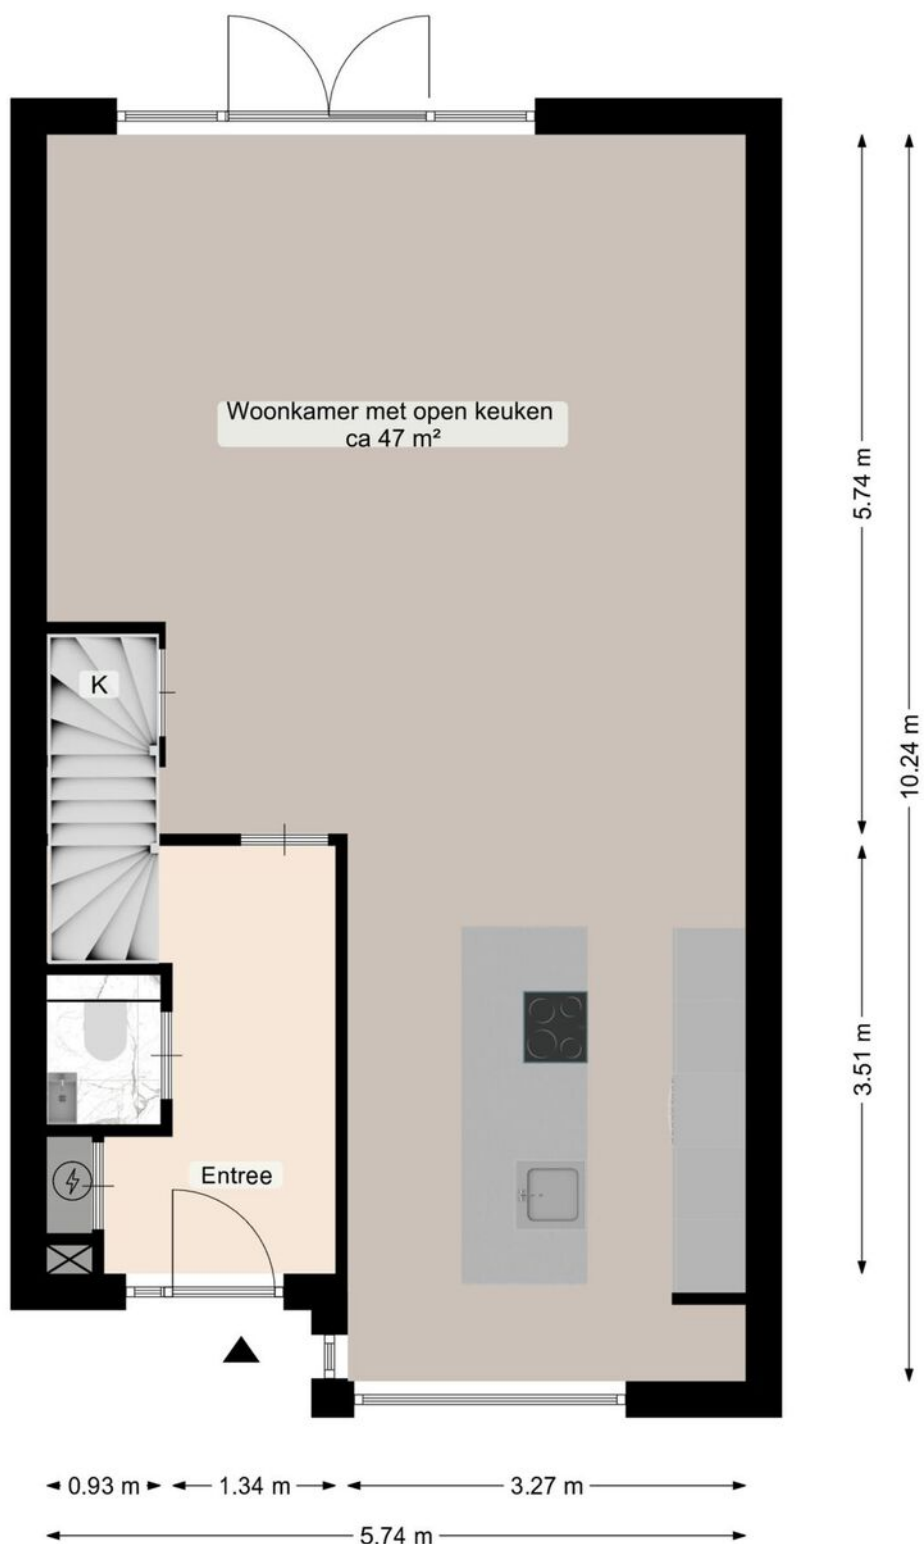 Woonkamer met open keuken
ca 47 m²
5.74 m
10.24 m
K
3.51 m
Entree
0.93 m
1.34 m
3.27 m
5.74 m